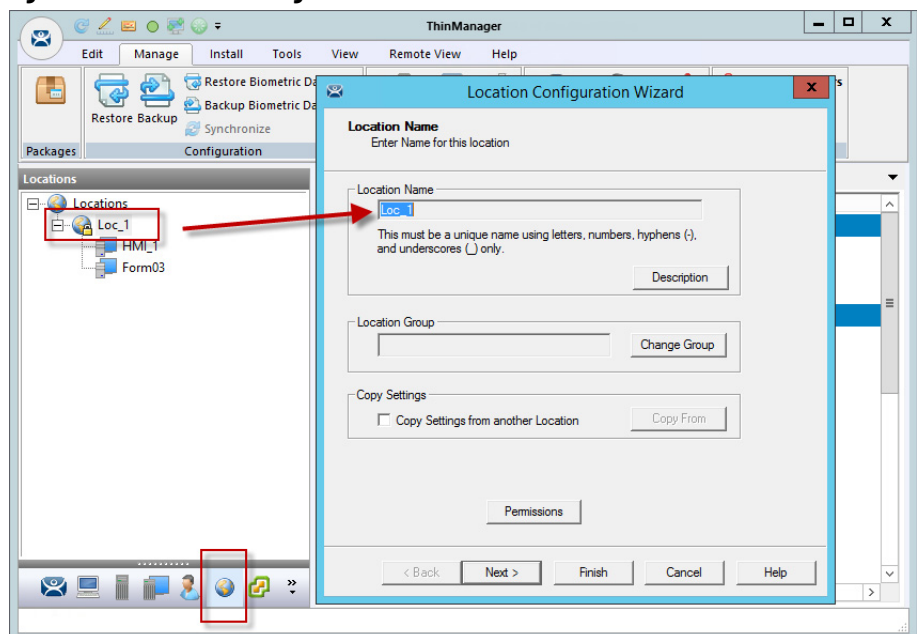 ThinManager
Edit Manage Install Tools View Remote View Help
Restore Backup
Restore Biometric Da
Backup Biometric Da
Synchronize
Packages
Configuration
s
Locations
Locations
Loc_1
HMI_1
Form03
Location Configuration Wizard
X
Location Name
Enter Name for this location
Location Name
Loc_1
This must be a unique name using letters, numbers, hyphens (-),
and underscores (_) only.
Description
Location Group
Change Group
Copy Settings
Copy Settings from another Location
Copy From
Permissions
< Back
Next >
Finish
Cancel
Help